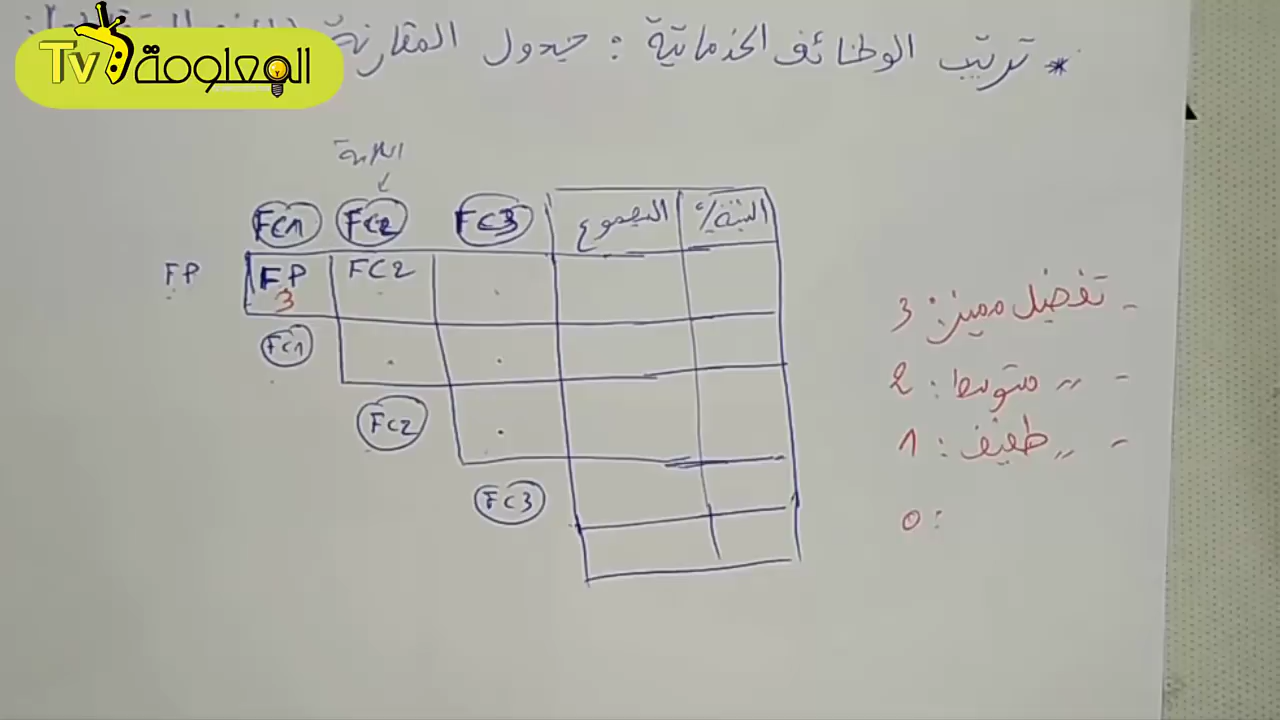 * ترتيب الوظائف الخدماتية : جدول المقارنة
المعلومة TV
FC1 FC2 FC3 المجموع النسبة %
FP FP FC2
3
FC1
FC2
FC3
- تفضيل مميز : 3
- // متوسط : 2
- // ضعيف : 1
: 0